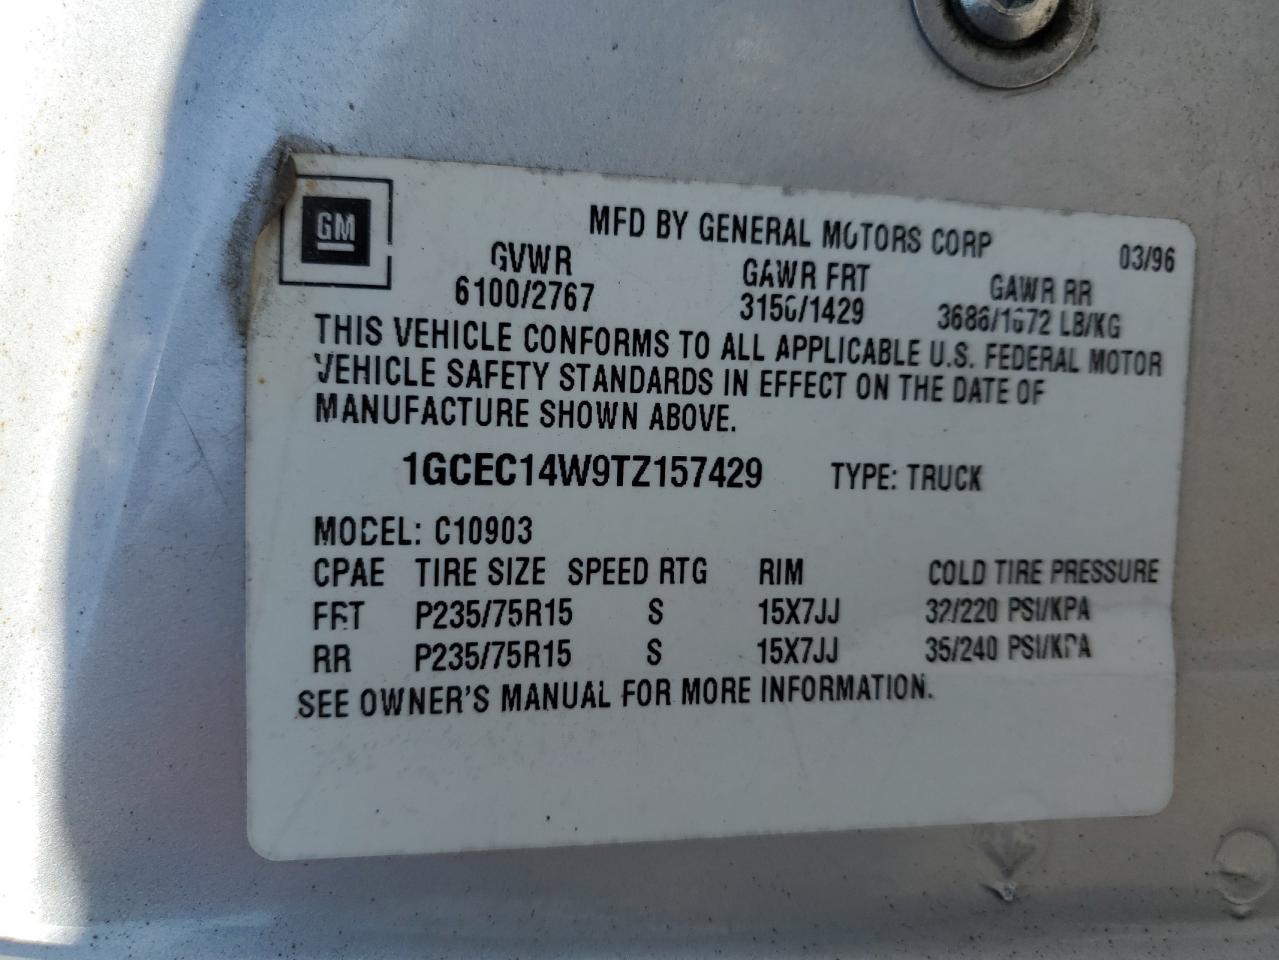 GM
MFD BY GENERAL MOTORS CORP 03/96
GVWR GAWR FRT GAWR RR
6100/2767 3150/1429 3686/1672 LB/KG
THIS VEHICLE CONFORMS TO ALL APPLICABLE U.S. FEDERAL MOTOR
VEHICLE SAFETY STANDARDS IN EFFECT ON THE DATE OF
MANUFACTURE SHOWN ABOVE.
1GCEC14W9TZ157429 TYPE: TRUCK
MODEL: C10903
TIRE SIZE SPEED RTG RIM COLD TIRE PRESSURE
FRT P235/75R15 S 15X7JJ 32/220 PSI/KPA
RR P235/75R15 S 15X7JJ 35/240 PSI/KPA
SEE OWNER'S MANUAL FOR MORE INFORMATION.